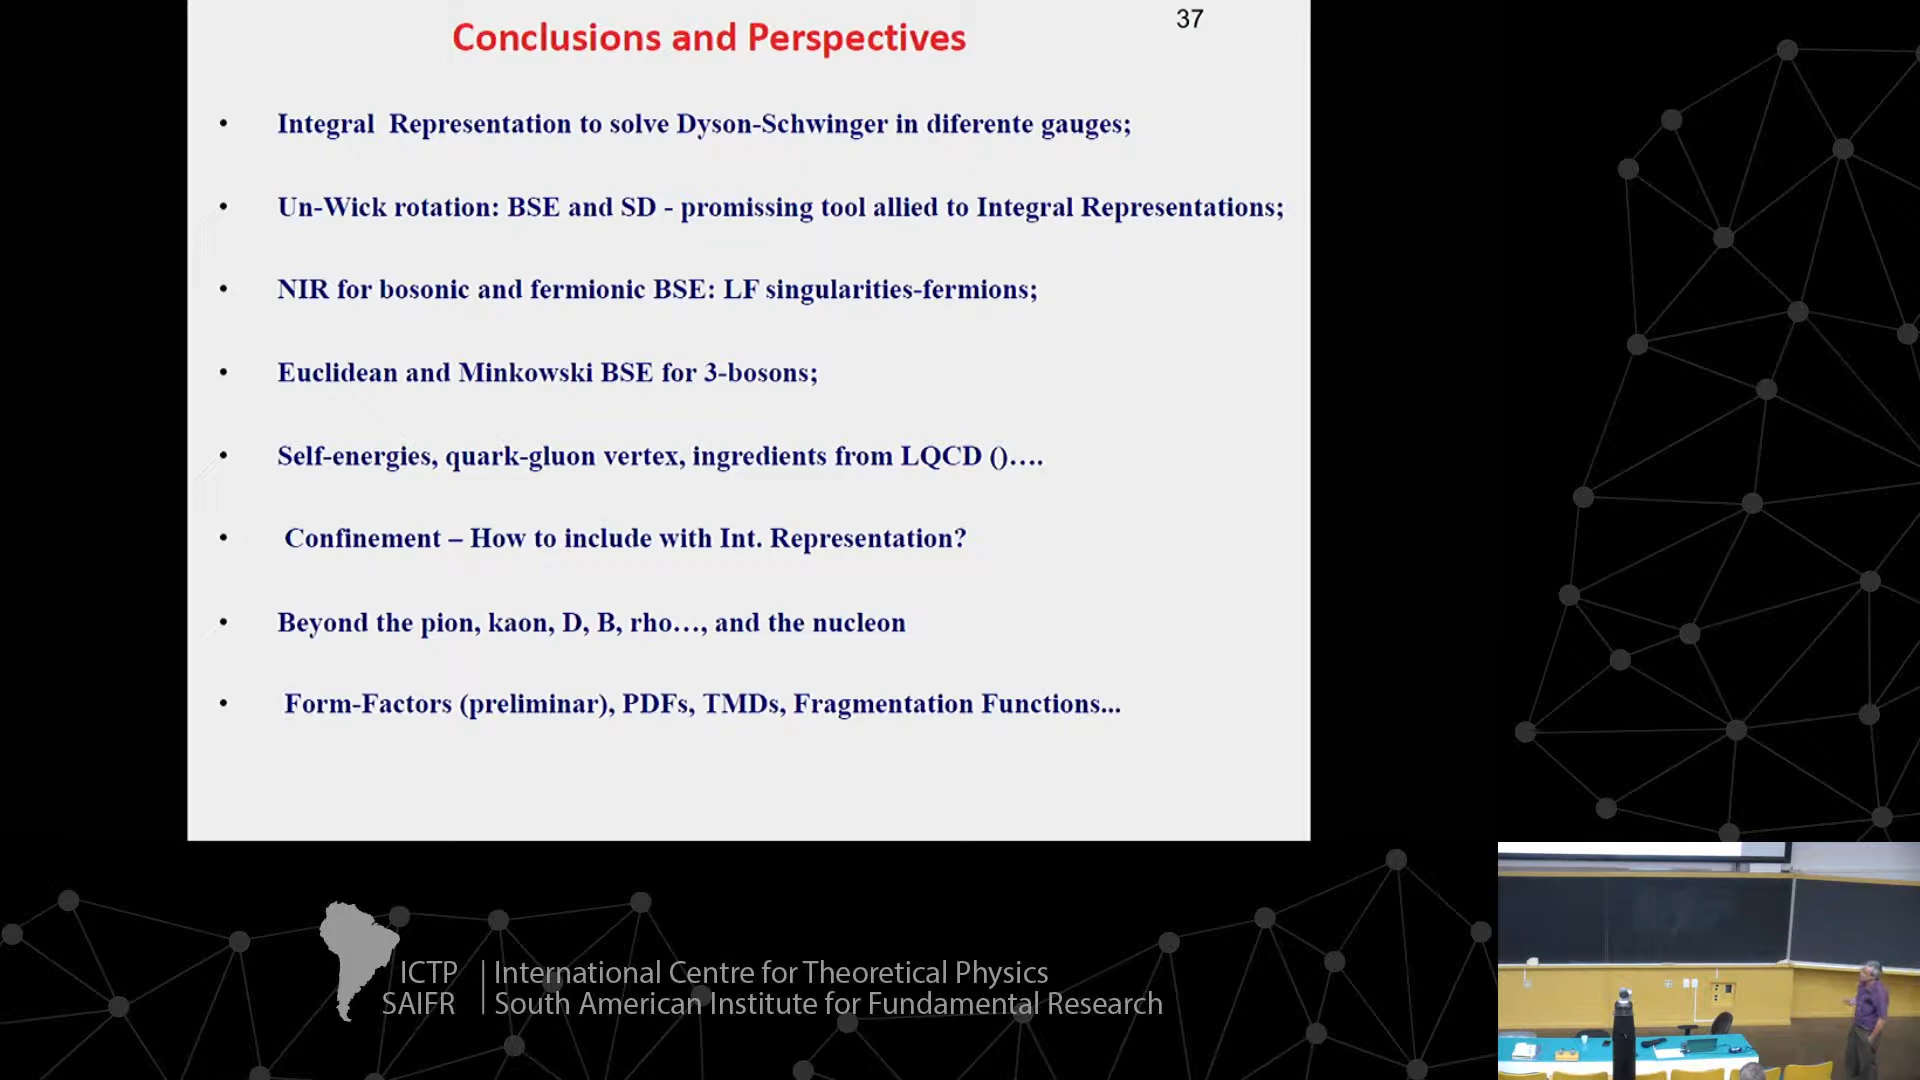 37
Conclusions and Perspectives
• Integral Representation to solve Dyson-Schwinger in diferente gauges;
• Un-Wick rotation: BSE and SD - promissing tool allied to Integral Representations;
• NIR for bosonic and fermionic BSE: LF singularities-fermions;
• Euclidean and Minkowski BSE for 3-bosons;
• Self-energies, quark-gluon vertex, ingredients from LQCD ()….
• Confinement – How to include with Int. Representation?
• Beyond the pion, kaon, D, B, rho…, and the nucleon
• Form-Factors (preliminar), PDFs, TMDs, Fragmentation Functions...
ICTP | International Centre for Theoretical Physics
SAIFR | South American Institute for Fundamental Research